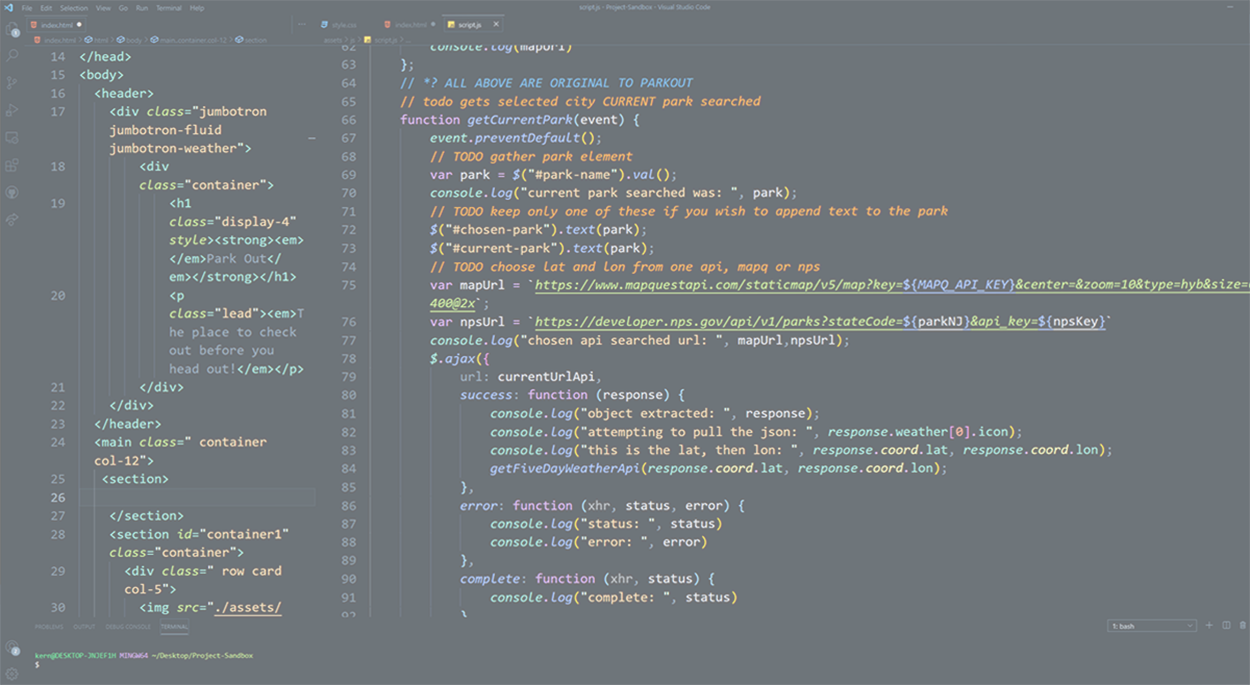 File Edit Selection View Go Run Terminal Help
script.js - Project-Sandbox - Visual Studio Code
index.html
style.css
index.html
script.js
index.html > html > body > main.container.col-12 > section
assets > js > script.js > ...
14 </head>
15 <body>
16 <header>
17 <div class="jumbotron
jumbotron-fluid
jumbotron-weather">
18 <div
class="container">
19 <h1
class="display-4"
style><strong><em>
</em>Park Out</
em></strong></h1>
20 <p
class="lead"><em>T
he place to check
out before you
head out!</em></p>
21 </div>
22 </div>
23 </header>
24 <main class=" container
col-12">
25 <section>
26
27 </section>
28 <section id="container1"
class="container">
29 <div class=" row card
col-5">
30 <img src="./assets/
62 console.log(mapUrl)
63 };
64 // *? ALL ABOVE ARE ORIGINAL TO PARKOUT
65 // todo gets selected city CURRENT park searched
66 function getCurrentPark(event) {
67 event.preventDefault();
68 // TODO gather park element
69 var park = $("#park-name").val();
70 console.log("current park searched was: ", park);
71 // TODO keep only one of these if you wish to append text to the park
72 $("#chosen-park").text(park);
73 $("#current-park").text(park);
74 // TODO choose lat and lon from one api, mapq or nps
75 var mapUrl = `https://www.mapquestapi.com/staticmap/v5/map?key=${MAPQ_API_KEY}&center=&zoom=10&type=hyb&size=
400@2x`;
76 var npsUrl = `https://developer.nps.gov/api/v1/parks?stateCode=${parkNJ}&api_key=${npsKey}`
77 console.log("chosen api searched url: ", mapUrl,npsUrl);
78 $.ajax({
79 url: currentUrlApi,
80 success: function (response) {
81 console.log("object extracted: ", response);
82 console.log("attempting to pull the json: ", response.weather[0].icon);
83 console.log("this is the lat, then lon: ", response.coord.lat, response.coord.lon);
84 getFiveDayWeatherApi(response.coord.lat, response.coord.lon);
85 },
86 error: function (xhr, status, error) {
87 console.log("status: ", status)
88 console.log("error: ", error)
89 },
90 complete: function (xhr, status) {
91 console.log("complete: ", status)
92 }
PROBLEMS OUTPUT DEBUG CONSOLE TERMINAL
1: bash
kern@DESKTOP-JNJEF1H MINGW64 ~/Desktop/Project-Sandbox
$